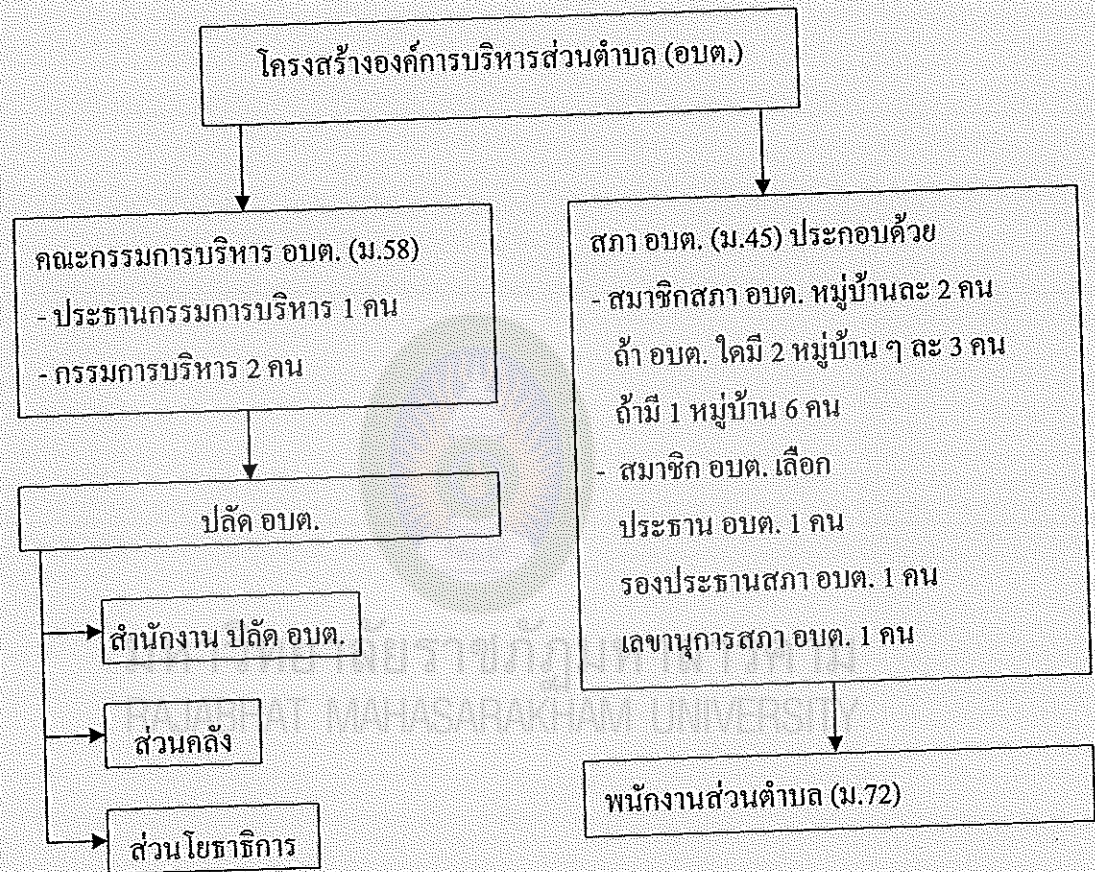 โครงสร้างองค์การบริหารส่วนตำบล (อบต.)
คณะกรรมการบริหาร อบต. (ม.58)
- ประธานกรรมการบริหาร 1 คน
- กรรมการบริหาร 2 คน
ปลัด อบต.
สำนักงาน ปลัด อบต.
ส่วนคลัง
ส่วนโยธาธิการ
สภา อบต. (ม.45) ประกอบด้วย
- สมาชิกสภา อบต. หมู่บ้านละ 2 คน
ถ้า อบต. ใดมี 2 หมู่บ้าน ๆ ละ 3 คน
ถ้ามี 1 หมู่บ้าน 6 คน
- สมาชิก อบต. เลือก
ประธาน อบต. 1 คน
รองประธานสภา อบต. 1 คน
เลขานุการสภา อบต. 1 คน
พนักงานส่วนตำบล (ม.72)
RAJABHAT MAHASARAKHAM UNIVERSITY